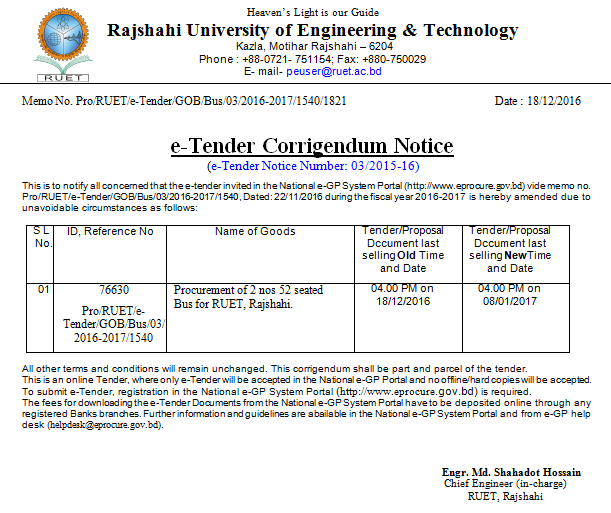 Heaven's Light is our Guide
Rajshahi University of Engineering & Technology
Kazla, Motihar Rajshahi – 6204
Phone : +88-0721- 751154; Fax: +880-750029
E- mail- peuser@ruet.ac.bd
RUET
Memo No. Pro/RUET/e-Tender/GOB/Bus/03/2016-2017/1540/1821 Date : 18/12/2016
e-Tender Corrigendum Notice
(e-Tender Notice Number: 03/2015-16)
This is to notify all concerned that the e-tender invited in the National e-GP System Portal (http://www.eprocure.gov.bd) vide memo no.
Pro/RUET/e-Tender/GOB/Bus/03/2016-2017/1540, Dated: 22/11/2016 during the fiscal year 2016-2017 is hereby amended due to
unavoidable circumstances as follows:
S L No.
ID, Reference No
Name of Goods
Tender/Proposal
Dccument last
selling Old Time
and Date
Tender/Proposal
Dccument last
selling NewTime
and Date
01
76630
Pro/RUET/e-
Tender/GOB/Bus/03/
2016-2017/1540
Procurement of 2 nos 52 seated
Bus for RUET, Rajshahi.
04.00 PM on
18/12/2016
04.00 PM on
08/01/2017
All other terms and conditions will remain unchanged. This corrigendum shall be part and parcel of the tender.
This is an online Tender, where only e-Tender will be accepted in the National e-GP Portal and no offline/hard copies will be accepted.
To submit e-Tender, registration in the National e-GP System Portal (http://www.eprocure.gov.bd) is required.
The fees for downloading the e-Tender Documents from the National e-GP System Portal have to be deposited online through any
registered Banks branches. Further information and guidelines are abailable in the National e-GP System Portal and from e-GP help
desk (helpdesk@eprocure.gov.bd).
Engr. Md. Shahadot Hossain
Chief Engineer (in-charge)
RUET, Rajshahi